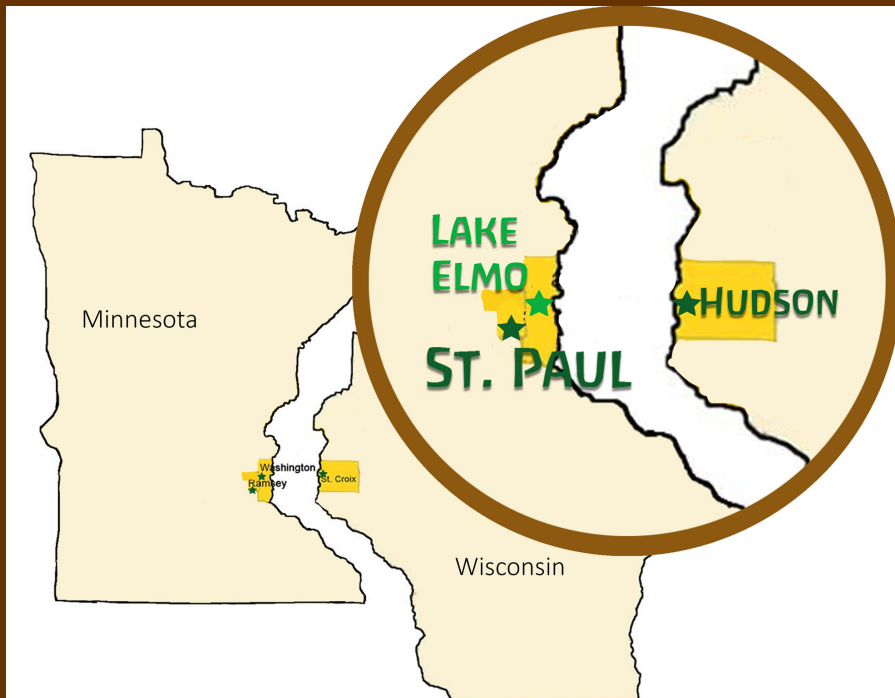 LAKE
ELMO
HUDSON
Minnesota
ST. PAUL
Washington
St. Croix
Ramsey
Wisconsin